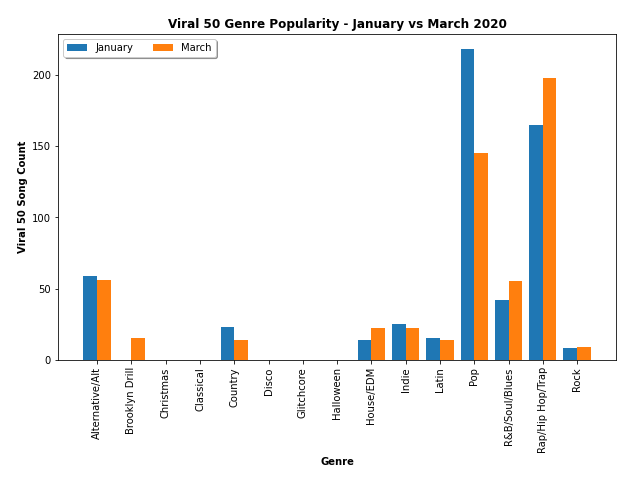 Viral 50 Genre Popularity - January vs March 2020
January March
Viral 50 Song Count
200
150
100
50
0
Alternative/Alt
Brooklyn Drill
Christmas
Classical
Country
Disco
Glitchcore
Halloween
House/EDM
Indie
Latin
Pop
R&B/Soul/Blues
Rap/Hip Hop/Trap
Rock
Genre